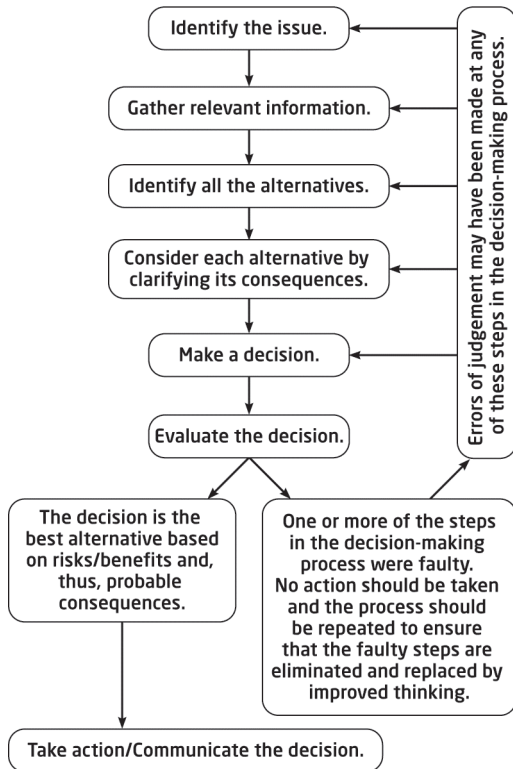 Identify the issue.
Gather relevant information.
Identify all the alternatives.
Consider each alternative by
clarifying its consequences.
Make a decision.
Evaluate the decision.
Errors of judgement may have been made at any
of these steps in the decision-making process.
The decision is the
best alternative based
on risks/benefits and,
thus, probable
consequences.
One or more of the steps
in the decision-making
process were faulty.
No action should be taken
and the process should
be repeated to ensure
that the faulty steps are
eliminated and replaced by
improved thinking.
Take action/Communicate the decision.